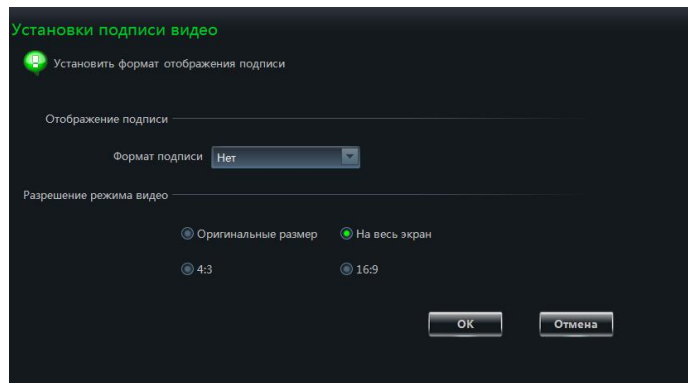 Установки подписи видео
Установить формат отображения подписи
Отображение подписи
Формат подписи Нет
Разрешение режима видео
Оригинальные размер На весь экран
4:3 16:9
OK Отмена